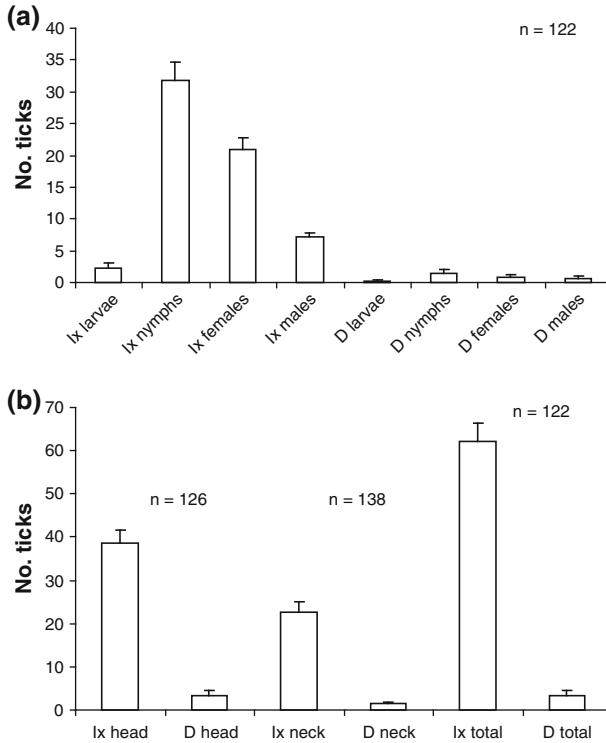 (a)
n = 122
No. ticks
40
35
30
25
20
15
10
5
0
Ix larvae
Ix nymphs
Ix females
Ix males
D larvae
D nymphs
D females
D males
(b)
n = 122
n = 126
n = 138
No. ticks
70
60
50
40
30
20
10
0
Ix head D head Ix neck D neck Ix total D total